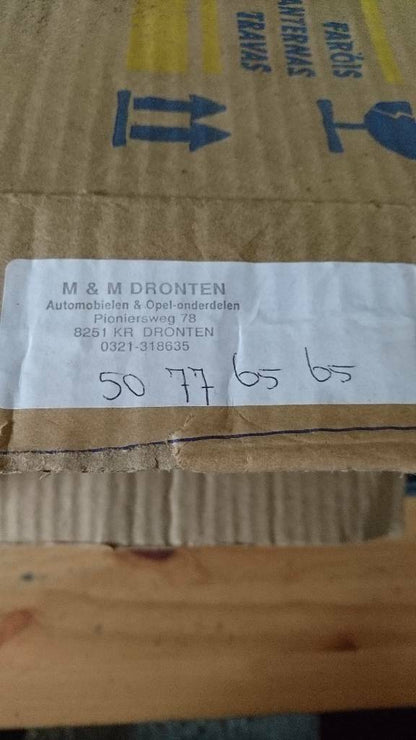 FARÓIS
LANTERNAS
TRAVAS
M & M DRONTEN
Automobielen & Opel-onderdelen
Pioniersweg 78
8251 KR DRONTEN
0321-318635
50 77 65 65